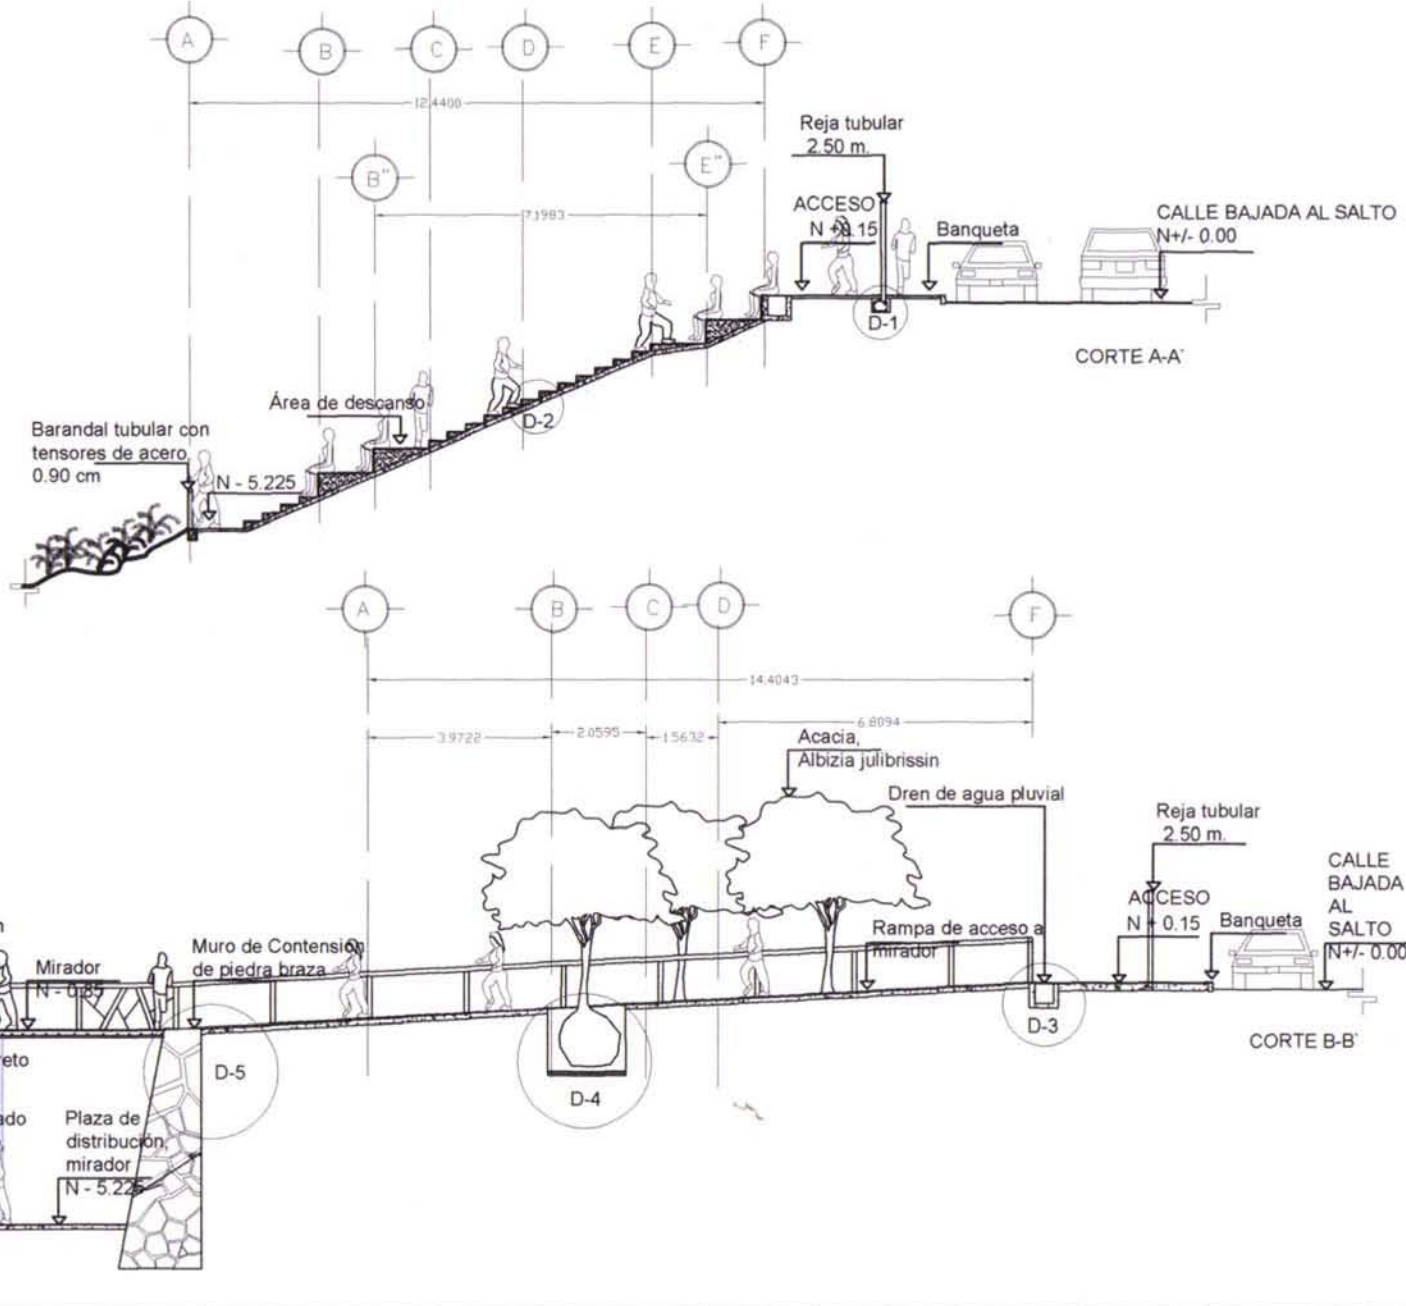 A
B
C
D
E
F
12.4400
B"
E"
7.1983
Reja tubular
2.50 m.
ACCESO
N +0.15
Banqueta
CALLE BAJADA AL SALTO
N+/- 0.00
D-1
CORTE A-A'
Área de descanso
D-2
Barandal tubular con
tensores de acero
0.90 cm
N - 5.225
A
B
C
D
F
14.4043
6.8094
3.9722
2.0595
1.5632
Acacia,
Albizia julibrissin
Dren de agua pluvial
Reja tubular
2.50 m.
CALLE
BAJADA
AL
SALTO
N+/- 0.00
ACCESO
N + 0.15
Banqueta
Rampa de acceso a
mirador
Muro de Contensión
de piedra braza
Mirador
N - 0.85
D-3
CORTE B-B'
D-5
D-4
Plaza de
distribución,
mirador
N - 5.225